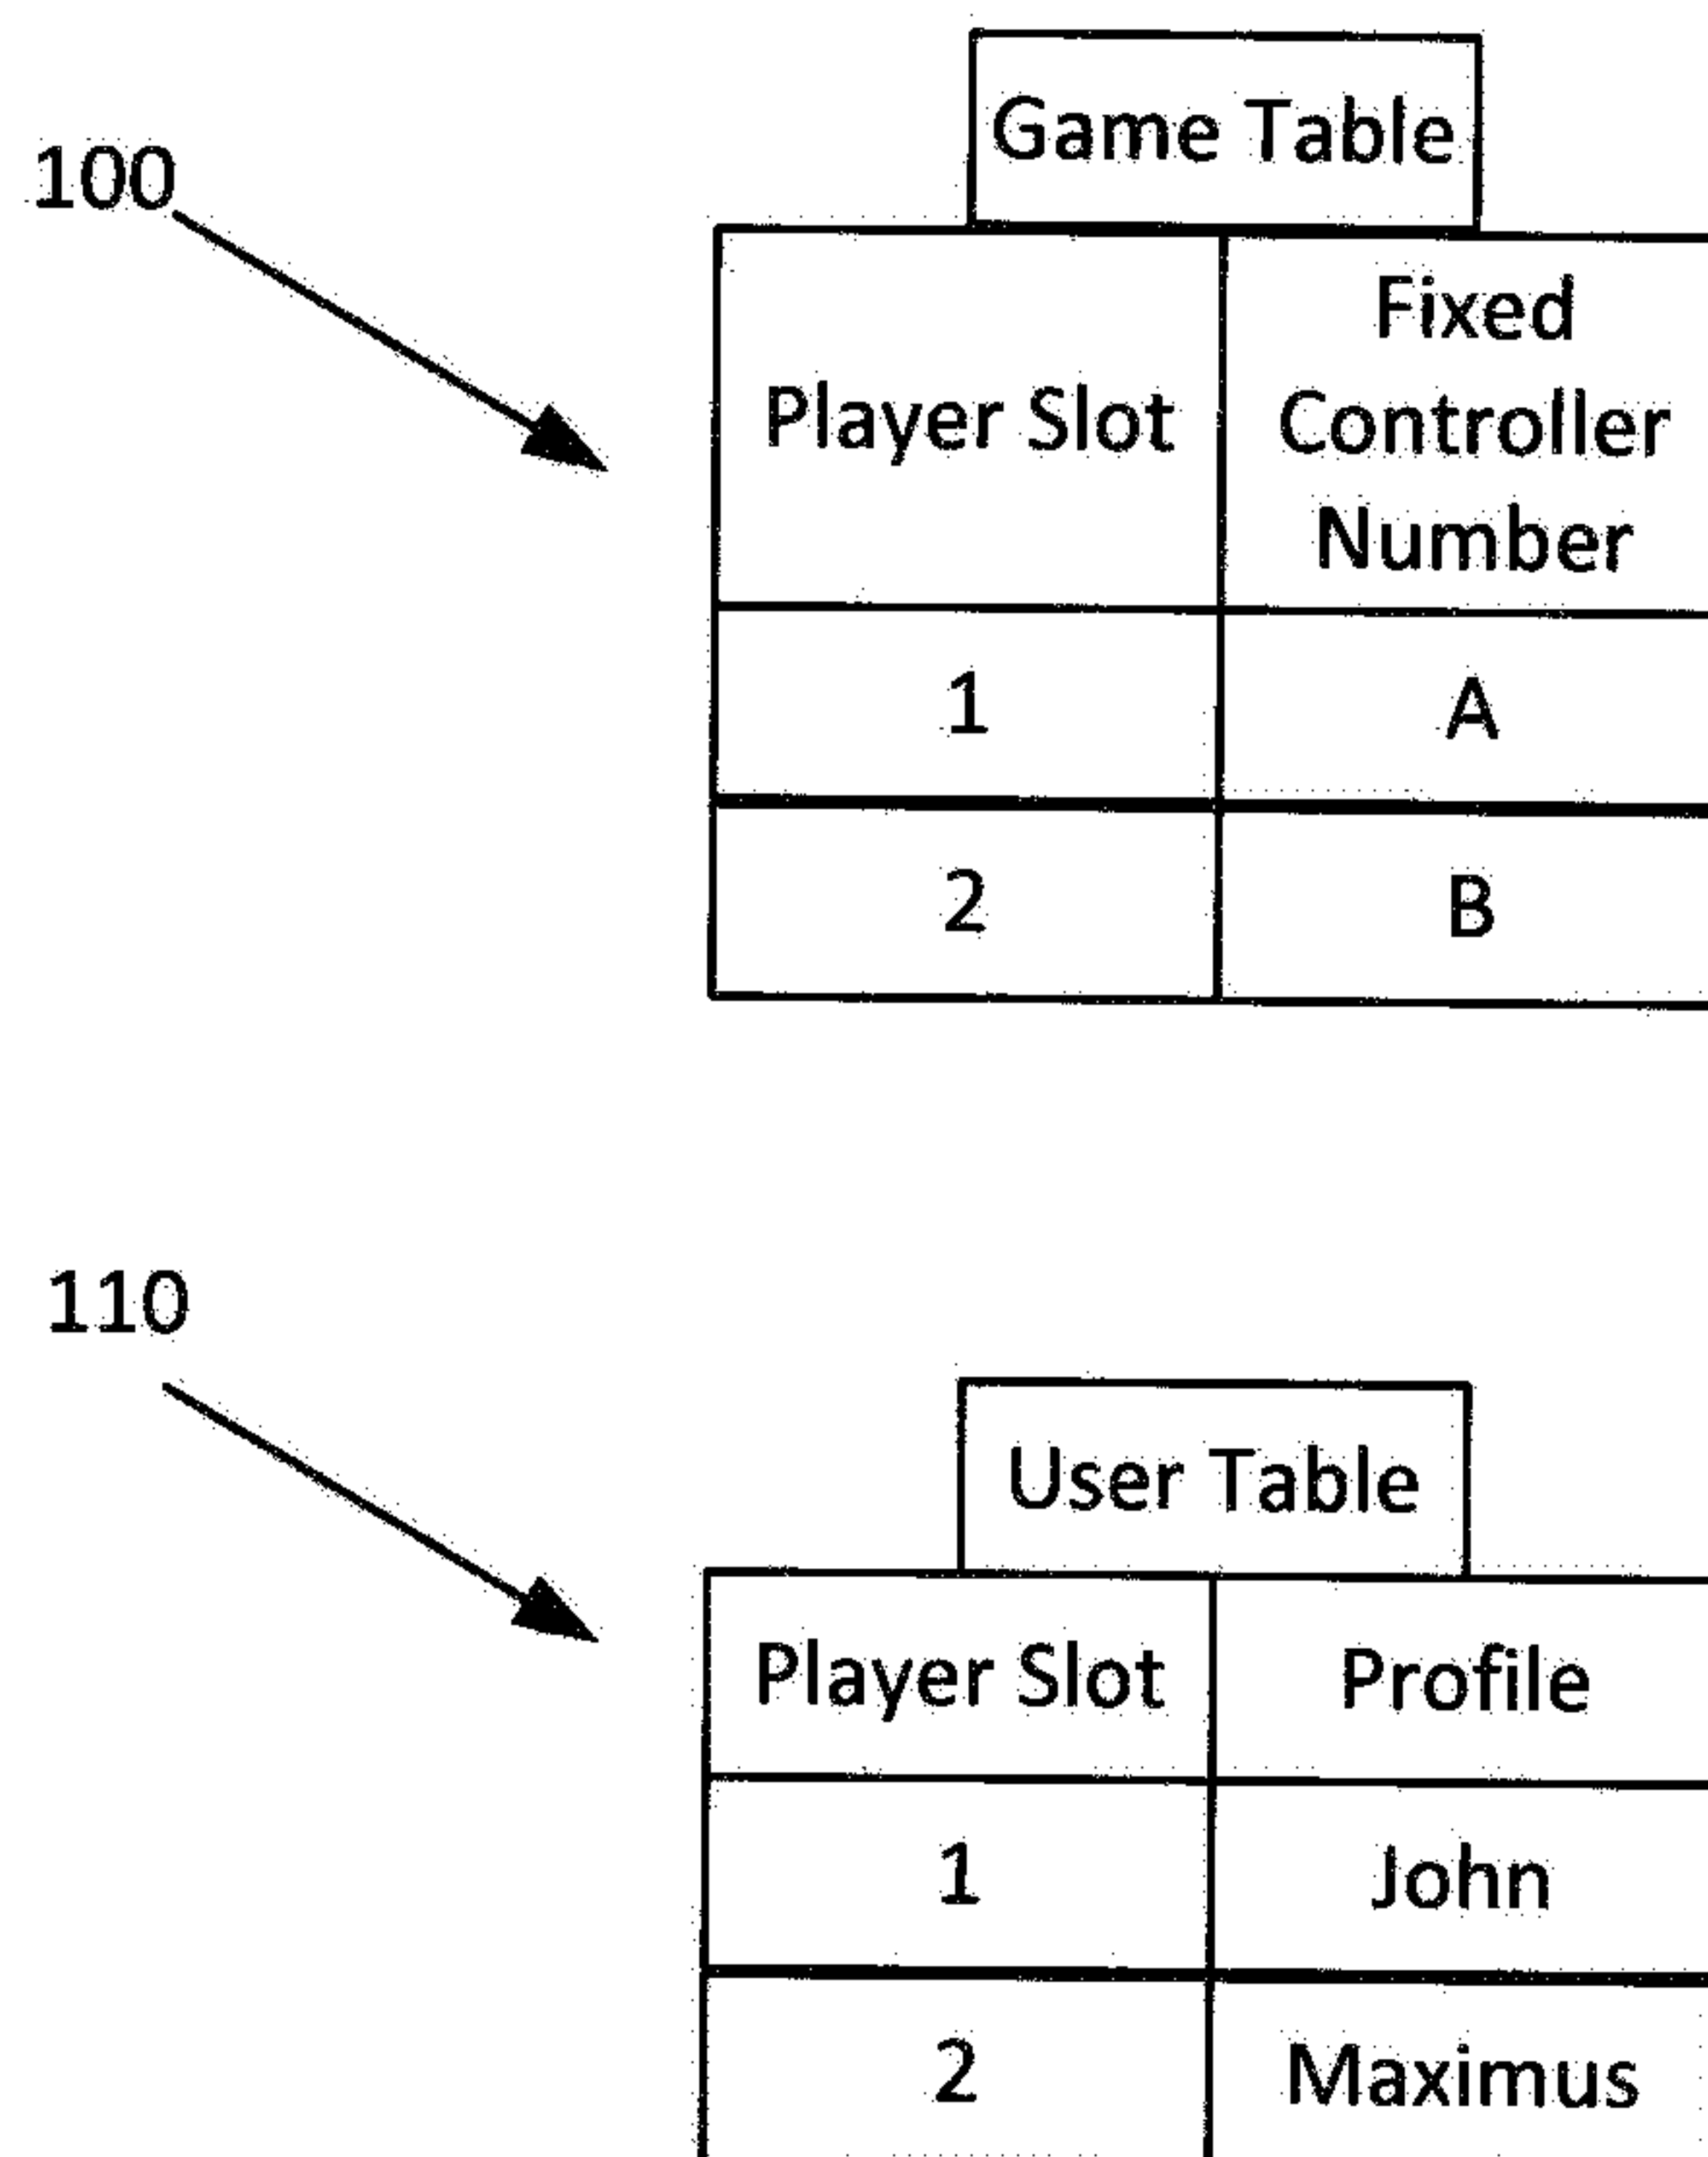 Game Table
100
Player Slot
Fixed
Controller
Number
1
A
2
B
110
User Table
Player Slot
Profile
1
John
2
Maximus